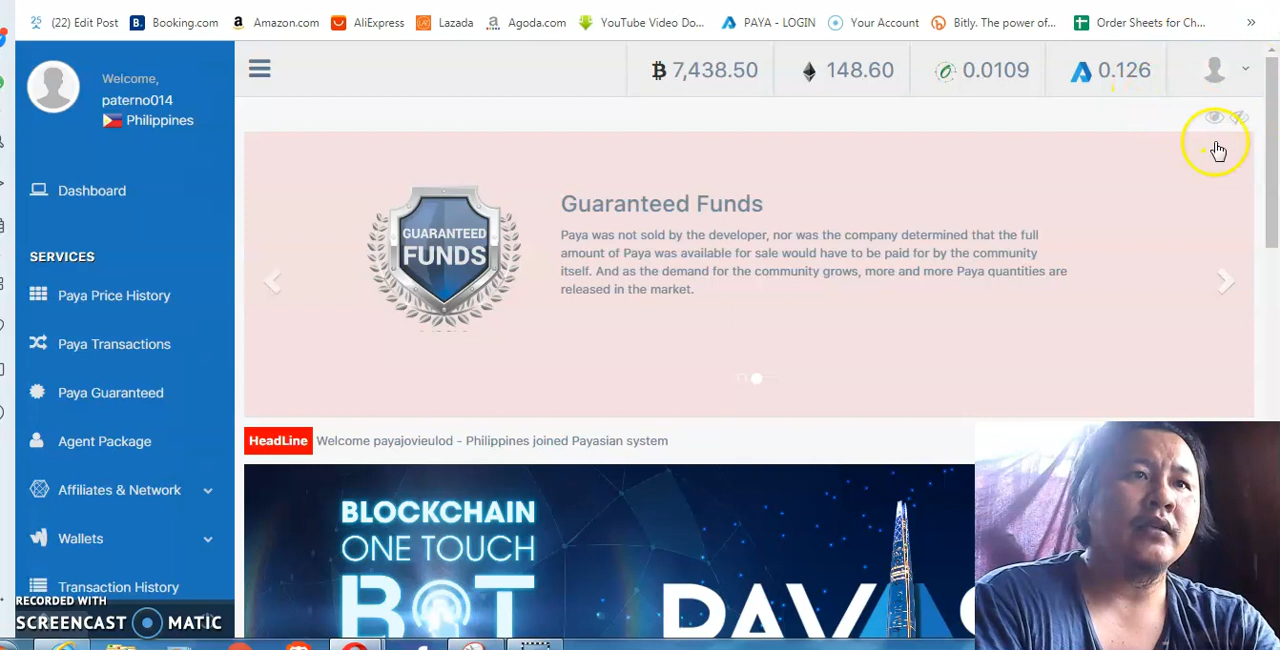 (22) Edit Post
Booking.com
Amazon.com
AliExpress
Lazada
Agoda.com
YouTube Video Do...
PAYA - LOGIN
Your Account
Bitly. The power of...
Order Sheets for Ch...
»
Welcome,
paterno014
Philippines
7,438.50
148.60
0.0109
0.126
Dashboard
SERVICES
Paya Price History
Paya Transactions
Paya Guaranteed
Agent Package
Affiliates & Network
Wallets
Transaction History
GUARANTEED
FUNDS
Guaranteed Funds
Paya was not sold by the developer, nor was the company determined that the full
amount of Paya was available for sale would have to be paid for by the community
itself. And as the demand for the community grows, more and more Paya quantities are
released in the market.
HeadLine Welcome payajovieulod - Philippines joined Payasian system
BLOCKCHAIN
ONE TOUCH
BOT
PAYAS
RECORDED WITH
SCREENCAST MATIC